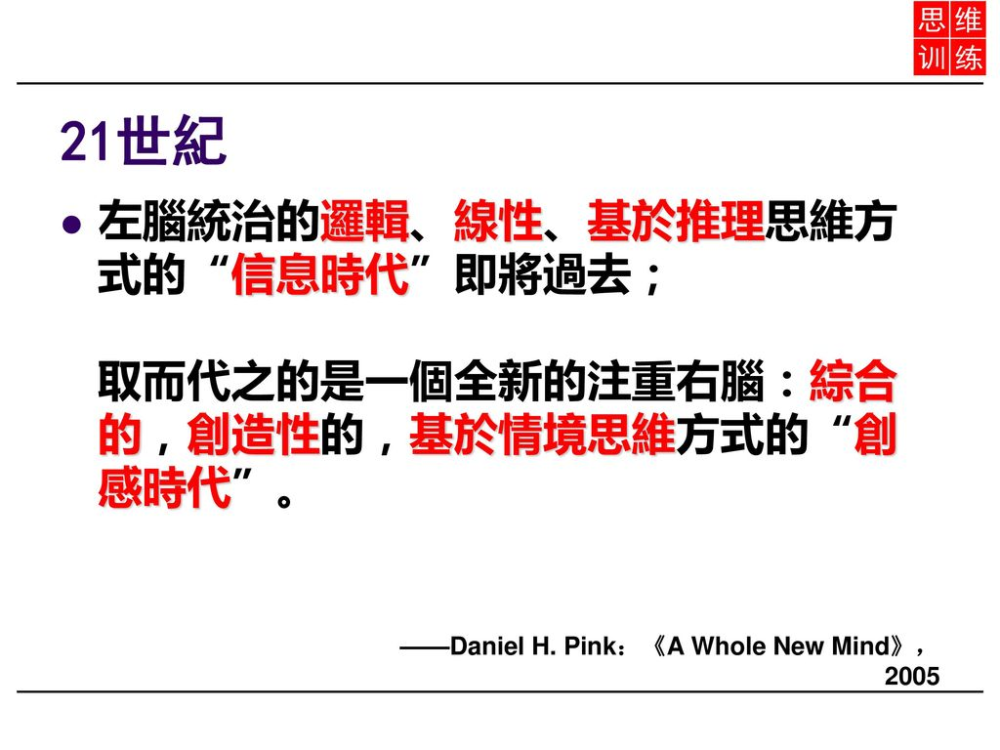 思维
训练
21世紀
● 左腦統治的邏輯、線性、基於推理思維方
式的“信息時代”即將過去；
取而代之的是一個全新的注重右腦：綜合
的，創造性的，基於情境思維方式的“創
感時代”。
——Daniel H. Pink：《A Whole New Mind》，
2005